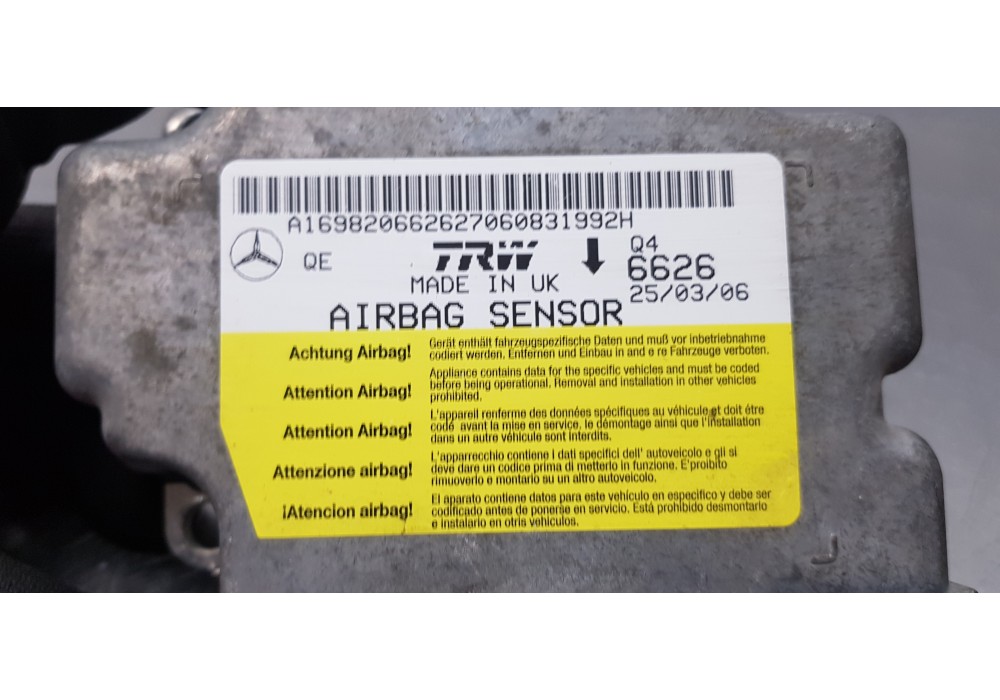 A169820662627060831992H
QE
TRW
Q4
6626
MADE IN UK
25/03/06
AIRBAG SENSOR
Achtung Airbag!
Gerät enthält fahrzeugspezifische Daten und muß vor inbetriebnahme
codiert werden. Entfernen und Einbau in and e re Fahrzeuge verboten.
Attention Airbag!
Appliance contains data for the specific vehicles and must be coded
before being operational. Removal and installation in other vehicles
prohibited.
Attention Airbag!
L'appareil renferme des données spécifiques au véhicule et doit étre
codé avant la mise en service, le démontage ainsi que l'installation
dans un autre véhicule sont interdits.
Attenzione airbag!
L'apparrecchio contiene i dati specifici dell' autoveicolo e gli si
deve dare un codice prima di metterlo in funzione. E'proibito
rimuoverlo e montario su un altro autoveicolo.
¡Atencion airbag!
El aparato contiene datos para este vehículo en especifico y debe ser
codificado antes de ponerse en servicio. Está prohibido desmontarlo
e instalarlo en otris vehiculos.